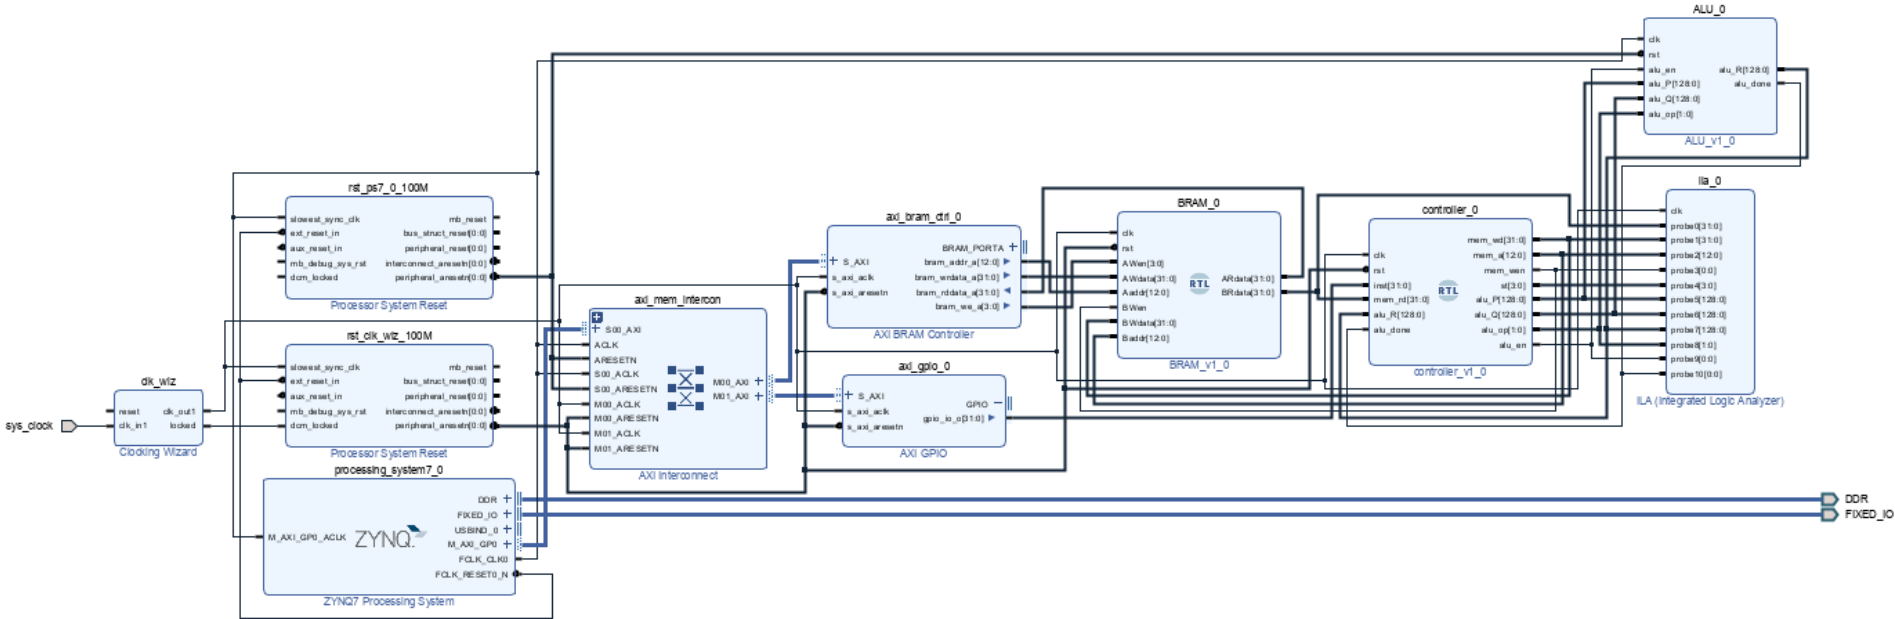 ALU_0
clk
rst
alu_en
alu_P[128:0]
alu_Q[128:0]
alu_op[1:0]
alu_R[128:0]
alu_done
ALU_v1_0
rst_ps7_0_100M
slowest_sync_clk
ext_reset_in
aux_reset_in
mb_debug_sys_rst
dcm_locked
mb_reset
bus_struct_reset[0:0]
peripheral_reset[0:0]
interconnect_aresetn[0:0]
peripheral_aresetn[0:0]
Processor System Reset
rst_clk_wiz_100M
slowest_sync_clk
ext_reset_in
aux_reset_in
mb_debug_sys_rst
dcm_locked
mb_reset
bus_struct_reset[0:0]
peripheral_reset[0:0]
interconnect_aresetn[0:0]
peripheral_aresetn[0:0]
Processor System Reset
sys_clock
clk_wiz
reset
clk_in1
clk_out1
locked
Clocking Wizard
processing_system7_0
M_AXI_GP0_ACLK
ZYNQ
DDR
FIXED_IO
USBIND_0
M_AXI_GP0
FCLK_CLK0
FCLK_RESET0_N
ZYNQ7 Processing System
axi_mem_intercon
S00_AXI
ACLK
ARESETN
S00_ACLK
S00_ARESETN
M00_ACLK
M00_ARESETN
M01_ACLK
M01_ARESETN
M00_AXI
M01_AXI
AXI Interconnect
axi_bram_ctrl_0
S_AXI
s_axi_aclk
s_axi_aresetn
BRAM_PORTA
bram_addr_a[12:0]
bram_wrdata_a[31:0]
bram_rddata_a[31:0]
bram_we_a[3:0]
AXI BRAM Controller
axi_gpio_0
S_AXI
s_axi_aclk
s_axi_aresetn
GPIO
gpio_io_o[31:0]
AXI GPIO
BRAM_0
clk
rst
AWen[3:0]
AWdata[31:0]
Aaddr[12:0]
BWen
BWdata[31:0]
Baddr[12:0]
RTL
ARdata[31:0]
BRdata[31:0]
BRAM_v1_0
controller_0
clk
rst
inst[31:0]
mem_rd[31:0]
alu_R[128:0]
alu_done
RTL
mem_wd[31:0]
mem_a[12:0]
mem_wen
st[3:0]
alu_P[128:0]
alu_Q[128:0]
alu_op[1:0]
alu_en
controller_v1_0
ila_0
clk
probe0[31:0]
probe1[31:0]
probe2[12:0]
probe3[0:0]
probe4[3:0]
probe5[128:0]
probe6[128:0]
probe7[128:0]
probe8[1:0]
probe9[0:0]
probe10[0:0]
ILA (Integrated Logic Analyzer)
DDR
FIXED_IO